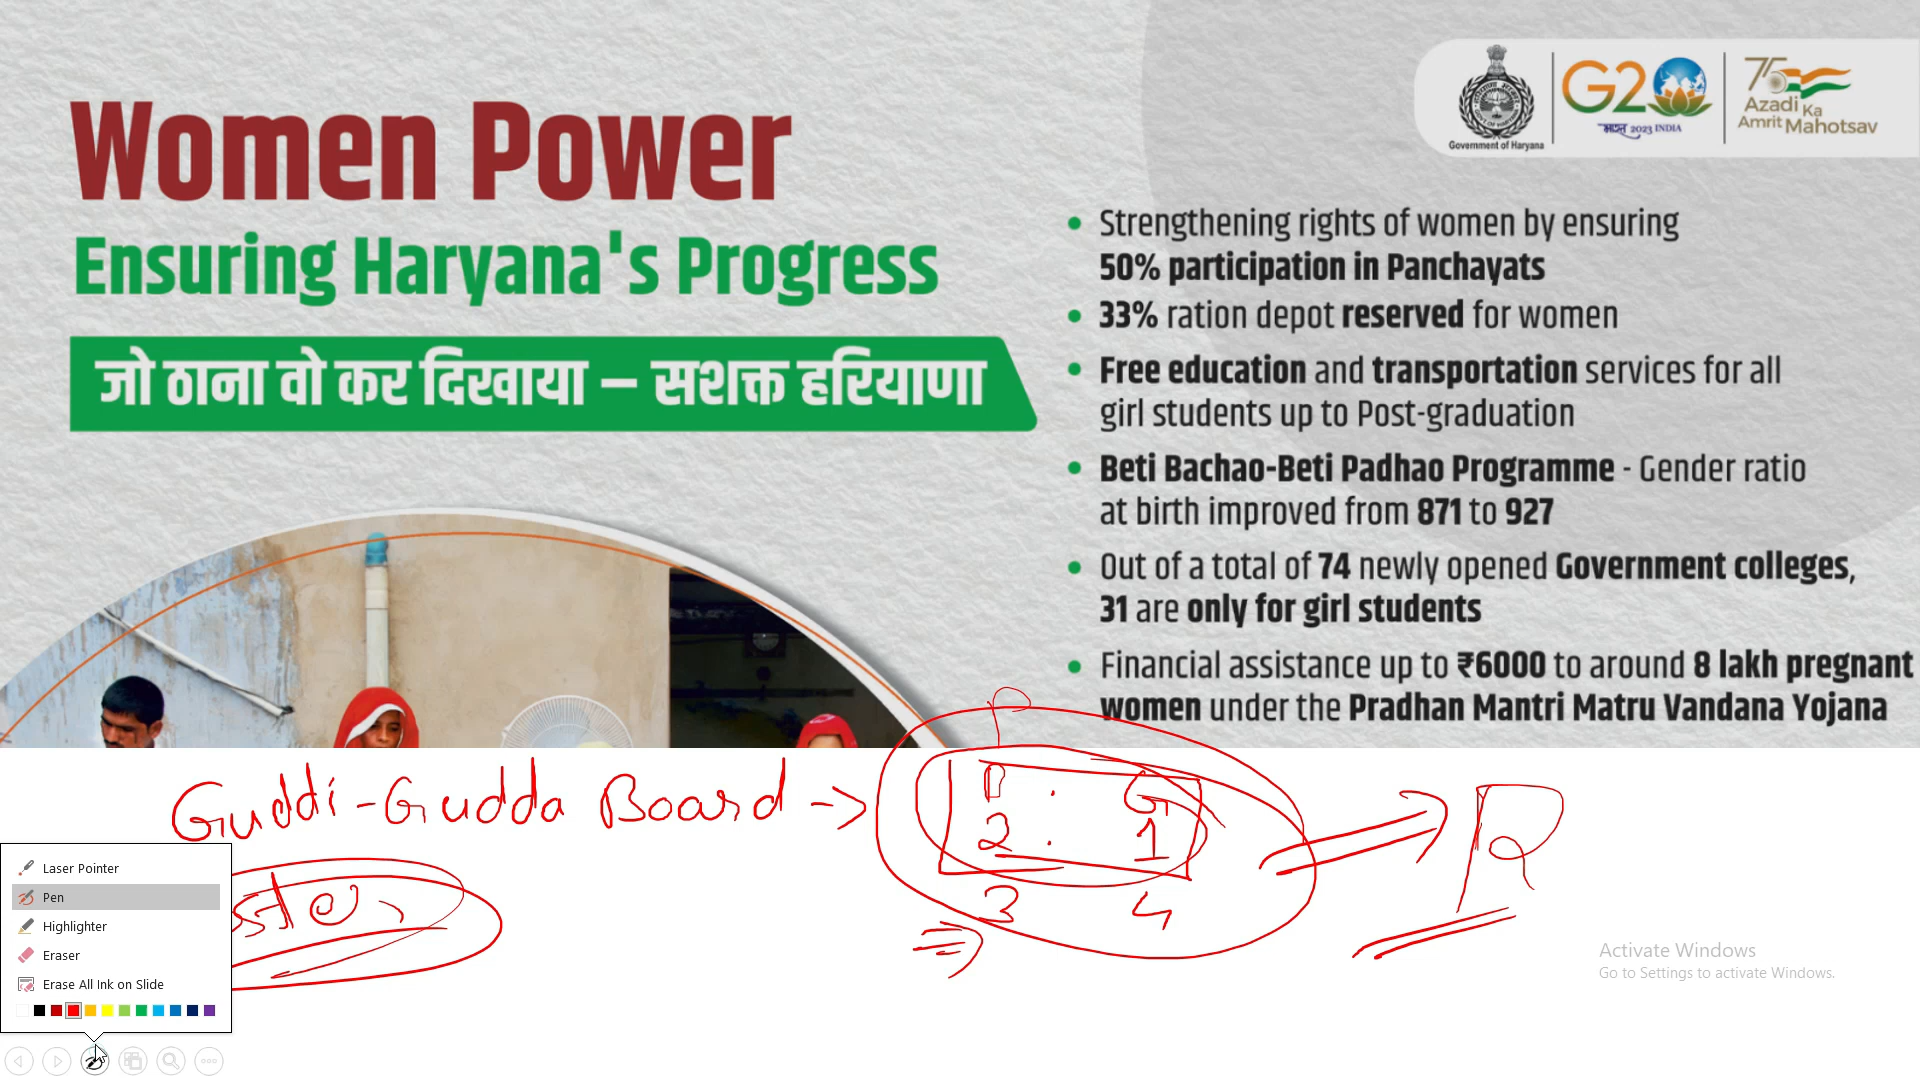 Government of Haryana
G20
भारत 2023 INDIA
75
Azadi Ka
Amrit Mahotsav
Women Power
Ensuring Haryana's Progress
जो ठाना वो कर दिखाया – सशक्त हरियाणा
• Strengthening rights of women by ensuring
50% participation in Panchayats
• 33% ration depot reserved for women
• Free education and transportation services for all
girl students up to Post-graduation
• Beti Bachao-Beti Padhao Programme - Gender ratio
at birth improved from 871 to 927
• Out of a total of 74 newly opened Government colleges,
31 are only for girl students
• Financial assistance up to ₹6000 to around 8 lakh pregnant
women under the Pradhan Mantri Matru Vandana Yojana
Guddi-Gudda Board ->
: G
2 : 1
3 4
R
Laser Pointer
Pen
Highlighter
Eraser
Erase All Ink on Slide
Activate Windows
Go to Settings to activate Windows.